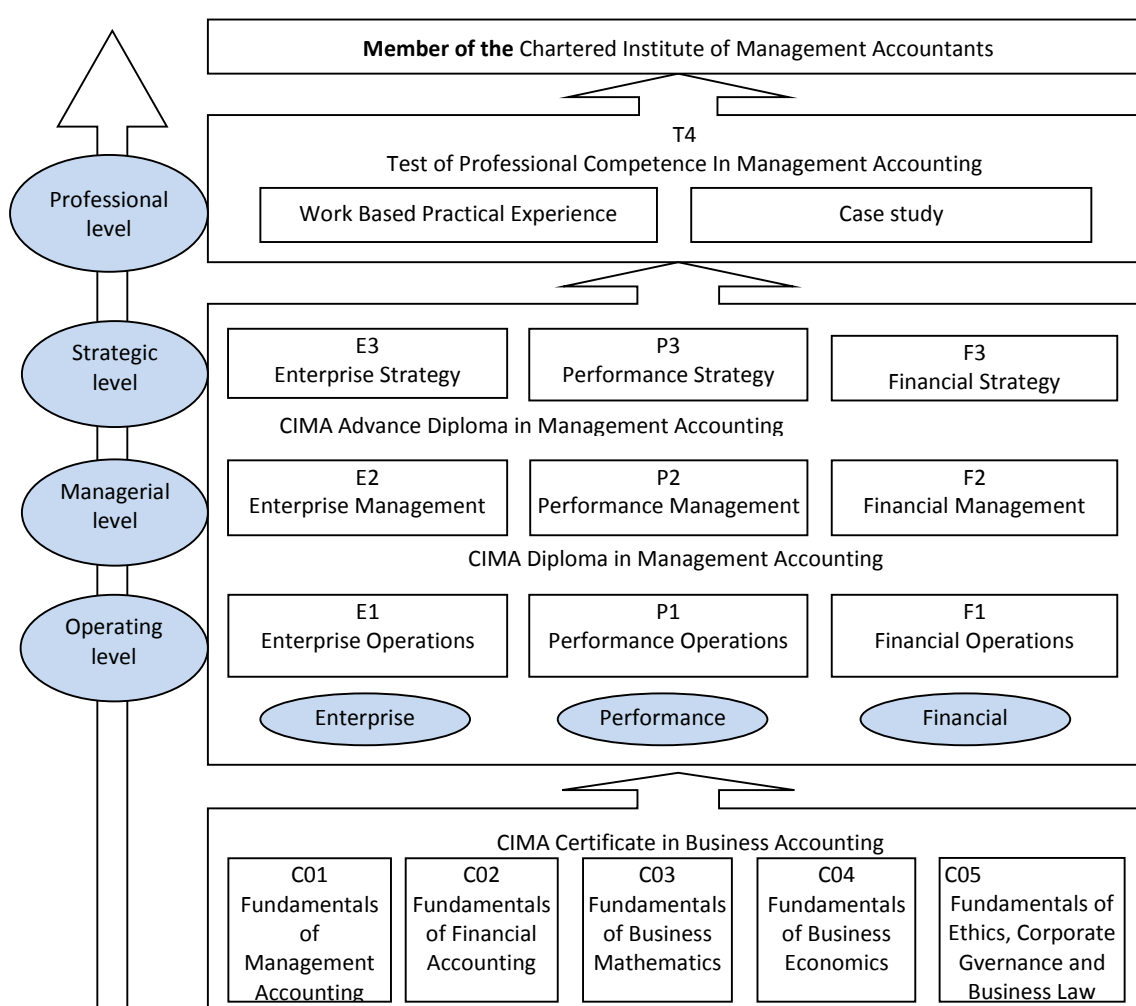 Member of the Chartered Institute of Management Accountants
T4
Test of Professional Competence In Management Accounting
Professional
level
Work Based Practical Experience
Case study
Strategic
level
E3
Enterprise Strategy
P3
Performance Strategy
F3
Financial Strategy
CIMA Advance Diploma in Management Accounting
Managerial
level
E2
Enterprise Management
P2
Performance Management
F2
Financial Management
CIMA Diploma in Management Accounting
Operating
level
E1
Enterprise Operations
P1
Performance Operations
F1
Financial Operations
Enterprise
Performance
Financial
CIMA Certificate in Business Accounting
C01
Fundamentals
of
Management
Accounting
C02
Fundamentals
of Financial
Accounting
C03
Fundamentals
of Business
Mathematics
C04
Fundamentals
of Business
Economics
C05
Fundamentals of
Ethics, Corporate
Gvernance and
Business Law